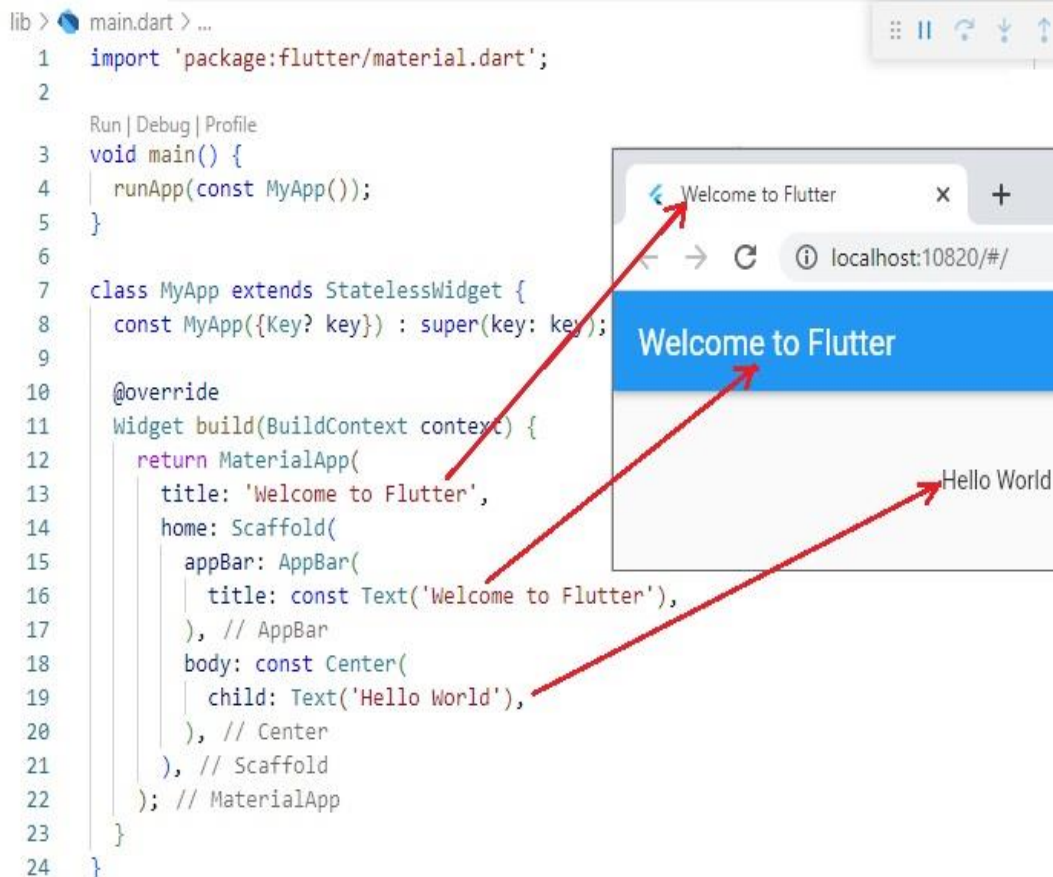 lib > main.dart > ...
1 import 'package:flutter/material.dart';
2
Run | Debug | Profile
3 void main() {
4   runApp(const MyApp());
5 }
6
7 class MyApp extends StatelessWidget {
8   const MyApp({Key? key}) : super(key: key);
9
10   @override
11   Widget build(BuildContext context) {
12     return MaterialApp(
13       title: 'Welcome to Flutter',
14       home: Scaffold(
15         appBar: AppBar(
16           title: const Text('Welcome to Flutter'),
17         ), // AppBar
18         body: const Center(
19           child: Text('Hello World'),
20         ), // Center
21       ), // Scaffold
22     ); // MaterialApp
23   }
24 }
Welcome to Flutter
localhost:10820/#/
Welcome to Flutter
Hello World